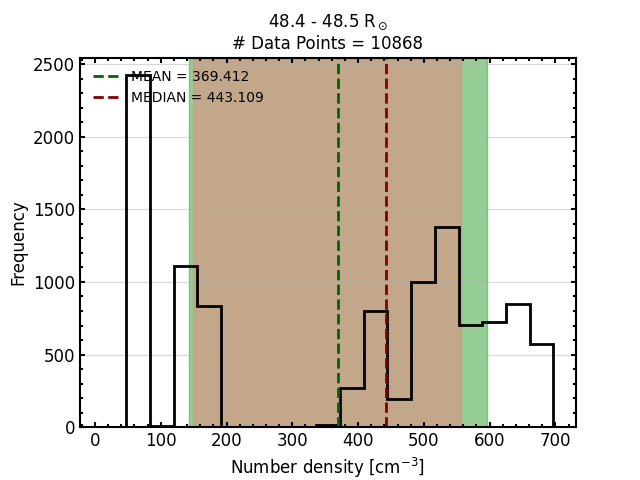 48.4 - 48.5 R⊙
# Data Points = 10868
MEAN = 369.412
MEDIAN = 443.109
2500
2000
1500
1000
500
0
Frequency
0 100 200 300 400 500 600 700
Number density [cm⁻³]